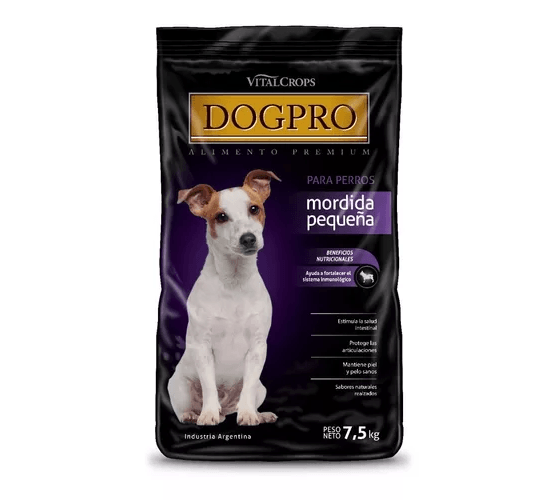 VITALCROPS
DOGPRO
ALIMENTO PREMIUM
PARA PERROS
mordida
pequeña
BENEFICIOS
NUTRICIONALES
Ayuda a fortalecer el
sistema inmunológico
Estimula la salud
intestinal
Protege las
articulaciones
Mantiene piel
y pelo sanos
Sabores naturales
realzados
PESO
NETO 7,5 kg
Industria Argentina